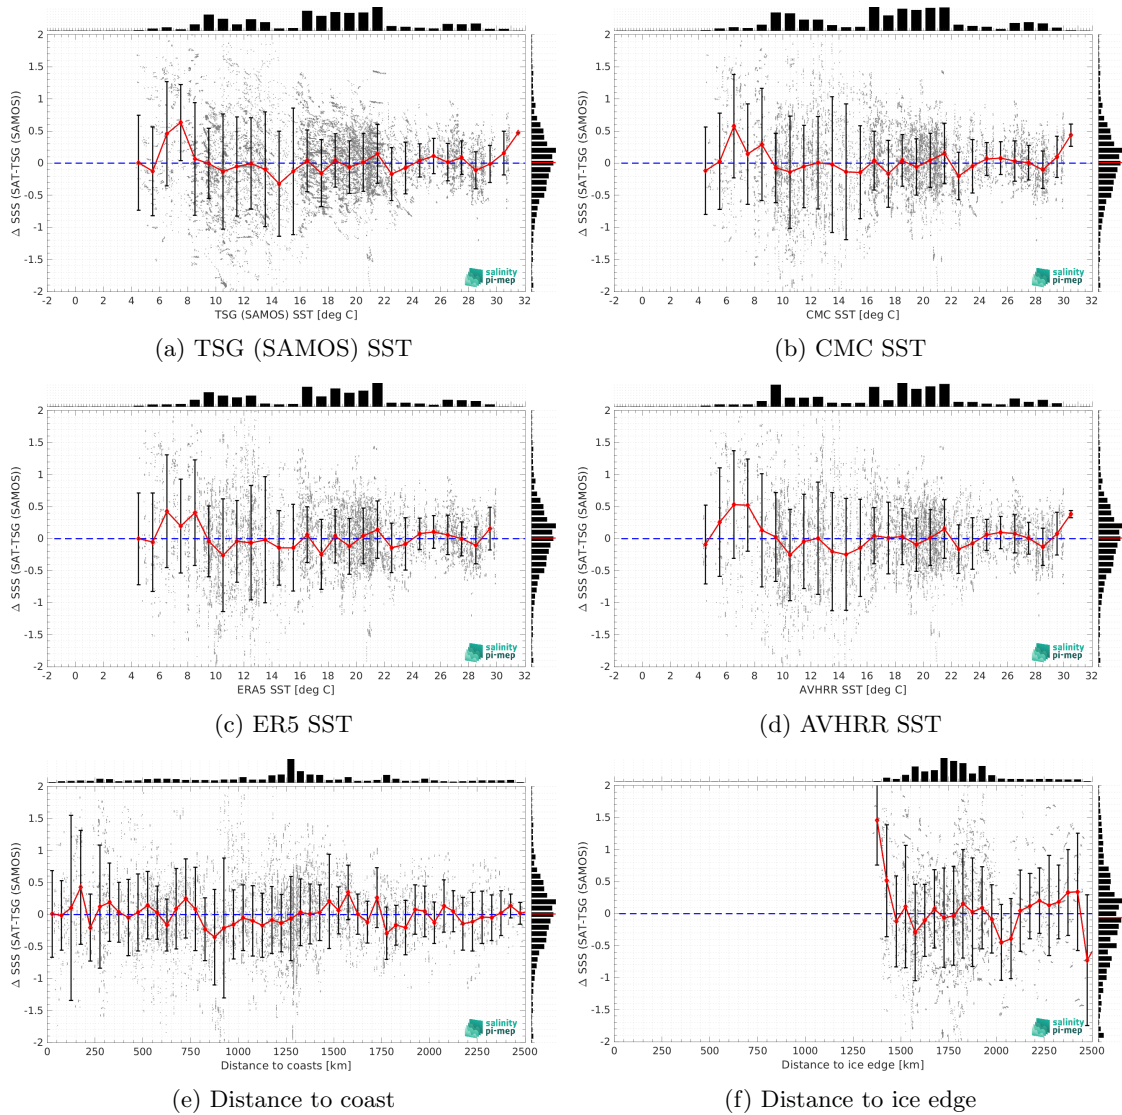 2
1.5
1
0.5
0
-0.5
-1
-1.5
-2
Δ SSS (SAT-TSG (SAMOS))
salinity
pi-mep
-2 0 2 4 6 8 10 12 14 16 18 20 22 24 26 28 30 32
TSG (SAMOS) SST [deg C]
(a) TSG (SAMOS) SST
2
1.5
1
0.5
0
-0.5
-1
-1.5
-2
Δ SSS (SAT-TSG (SAMOS))
salinity
pi-mep
-2 0 2 4 6 8 10 12 14 16 18 20 22 24 26 28 30 32
CMC SST [deg C]
(b) CMC SST
2
1.5
1
0.5
0
-0.5
-1
-1.5
-2
Δ SSS (SAT-TSG (SAMOS))
salinity
pi-mep
-2 0 2 4 6 8 10 12 14 16 18 20 22 24 26 28 30 32
ERA5 SST [deg C]
(c) ER5 SST
2
1.5
1
0.5
0
-0.5
-1
-1.5
-2
Δ SSS (SAT-TSG (SAMOS))
salinity
pi-mep
-2 0 2 4 6 8 10 12 14 16 18 20 22 24 26 28 30 32
AVHRR SST [deg C]
(d) AVHRR SST
2
1.5
1
0.5
0
-0.5
-1
-1.5
-2
Δ SSS (SAT-TSG (SAMOS))
salinity
pi-mep
0 250 500 750 1000 1250 1500 1750 2000 2250 2500
Distance to coasts [km]
(e) Distance to coast
2
1.5
1
0.5
0
-0.5
-1
-1.5
-2
Δ SSS (SAT-TSG (SAMOS))
salinity
pi-mep
0 250 500 750 1000 1250 1500 1750 2000 2250 2500
Distance to ice edge [km]
(f) Distance to ice edge